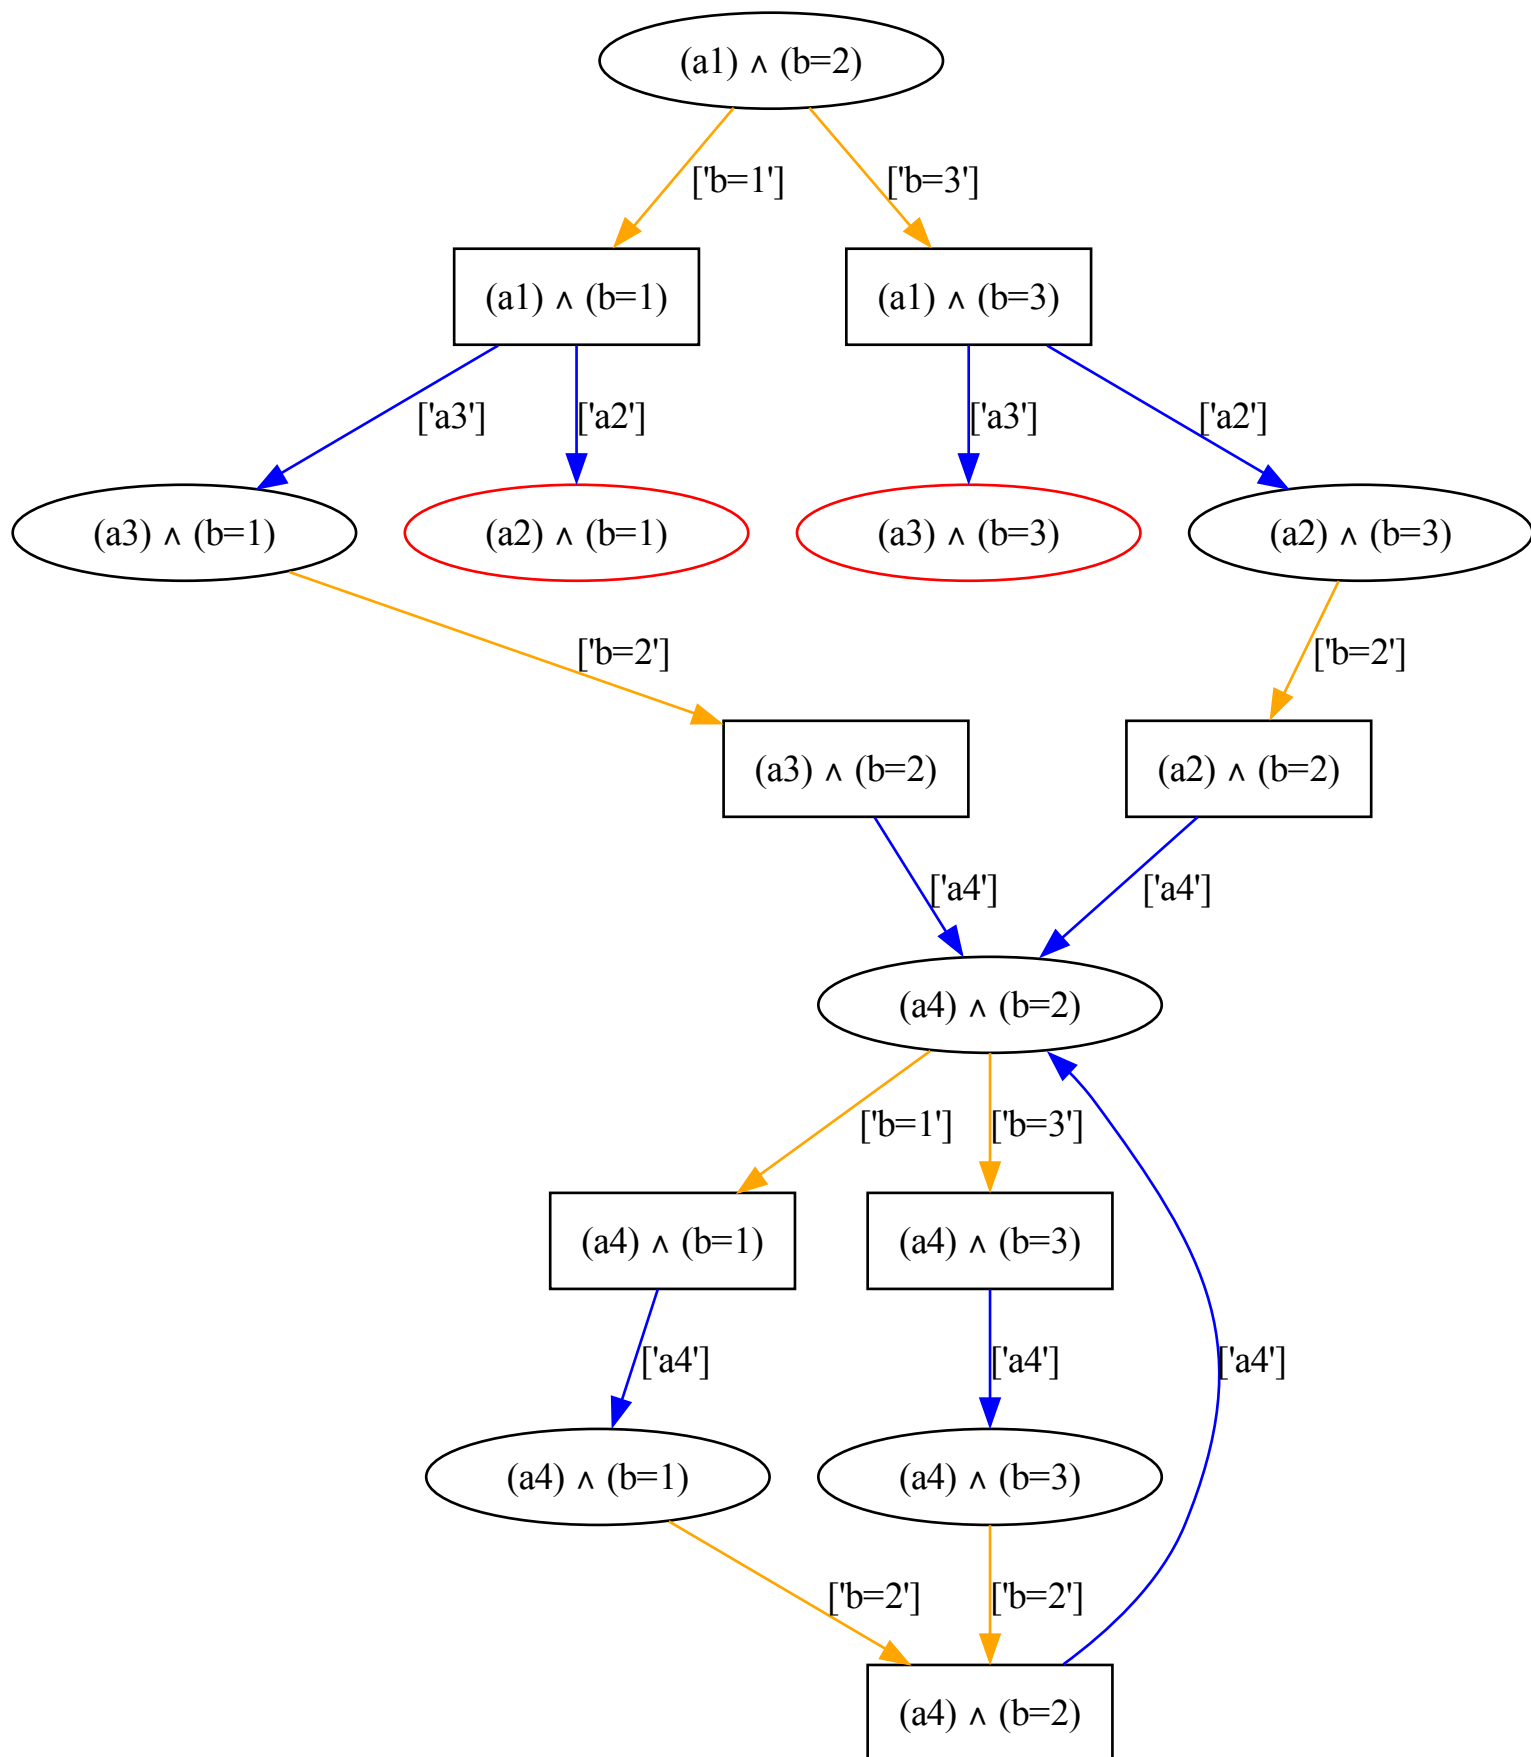 (a1) ∧ (b=2)
['b=1']
['b=3']
(a1) ∧ (b=1)
(a1) ∧ (b=3)
['a3']
['a2']
['a3']
['a2']
(a3) ∧ (b=1)
(a2) ∧ (b=1)
(a3) ∧ (b=3)
(a2) ∧ (b=3)
['b=2']
['b=2']
(a3) ∧ (b=2)
(a2) ∧ (b=2)
['a4']
['a4']
(a4) ∧ (b=2)
['b=1']
['b=3']
(a4) ∧ (b=1)
(a4) ∧ (b=3)
['a4']
['a4']
['a4']
(a4) ∧ (b=1)
(a4) ∧ (b=3)
['b=2']
['b=2']
(a4) ∧ (b=2)